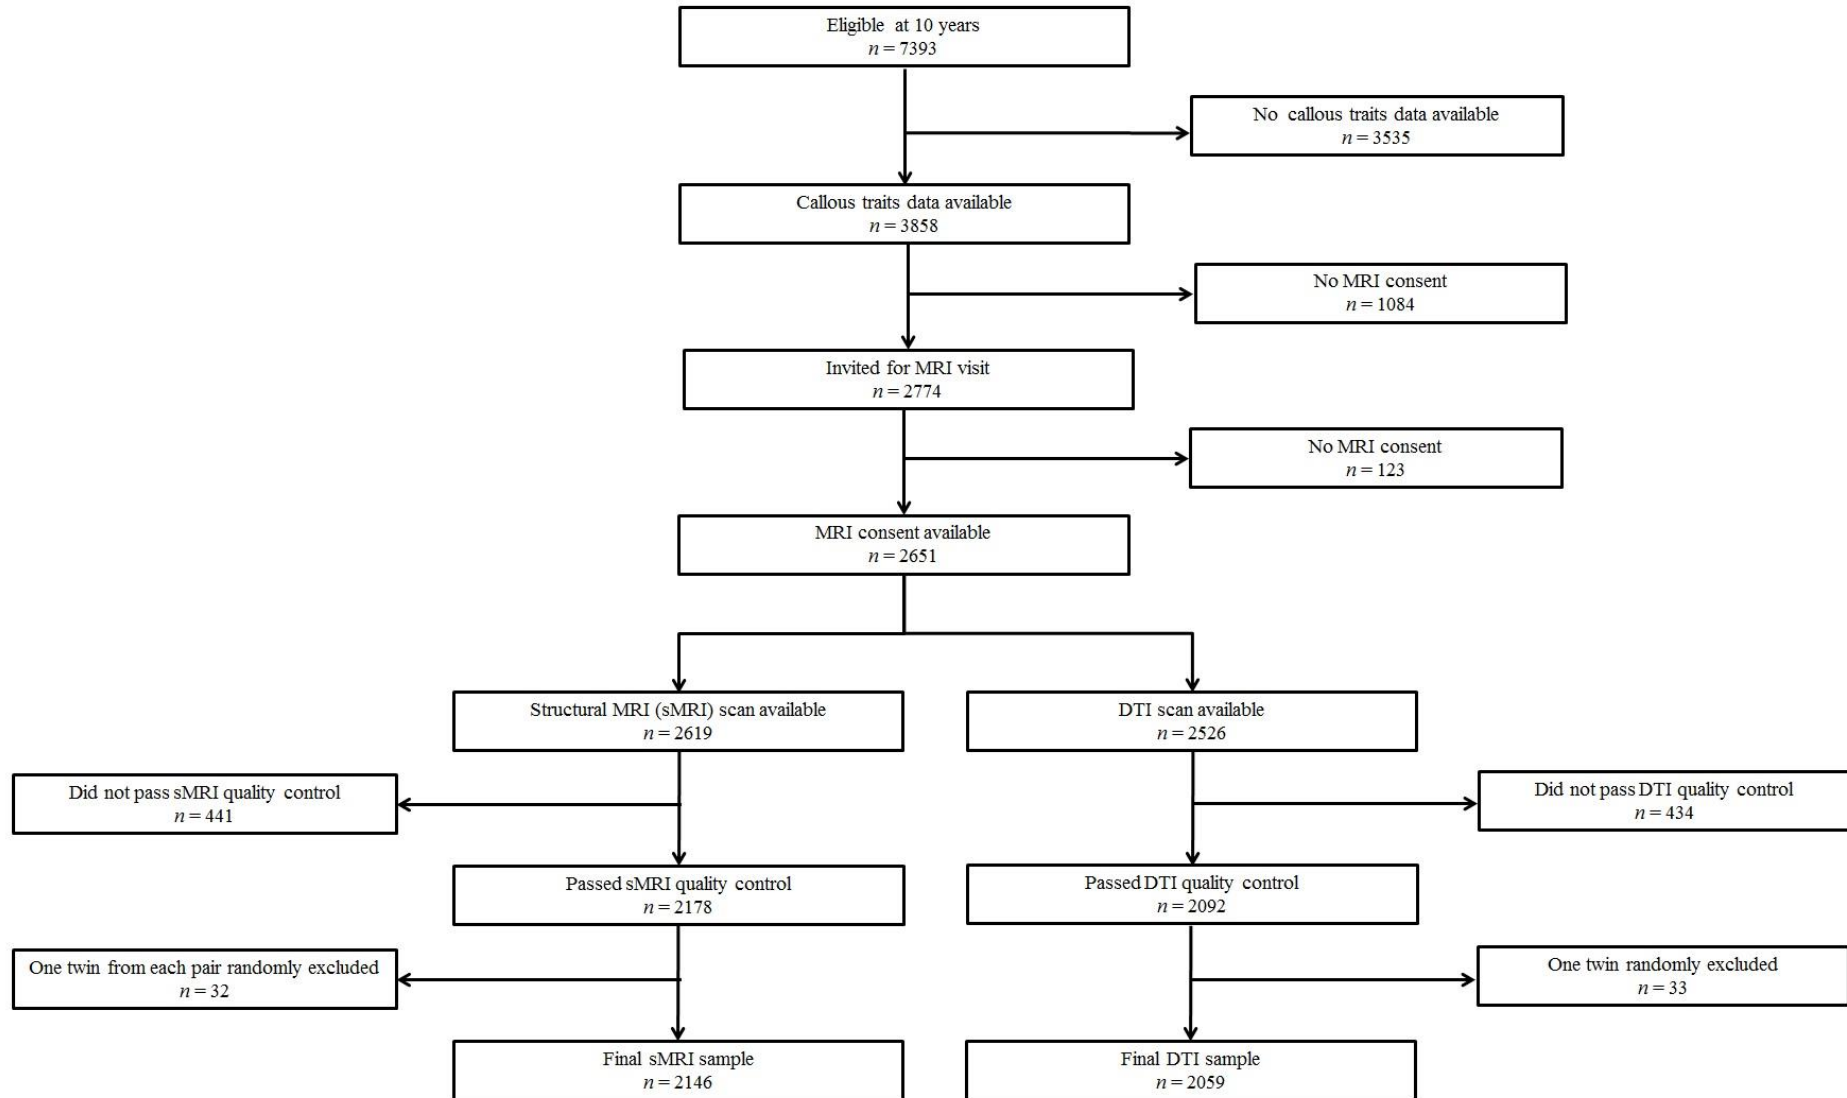 Eligible at 10 years
n = 7393
No callous traits data available
n = 3535
Callous traits data available
n = 3858
No MRI consent
n = 1084
Invited for MRI visit
n = 2774
No MRI consent
n = 123
MRI consent available
n = 2651
Structural MRI (sMRI) scan available
n = 2619
DTI scan available
n = 2526
Did not pass sMRI quality control
n = 441
Did not pass DTI quality control
n = 434
Passed sMRI quality control
n = 2178
Passed DTI quality control
n = 2092
One twin from each pair randomly excluded
n = 32
One twin randomly excluded
n = 33
Final sMRI sample
n = 2146
Final DTI sample
n = 2059